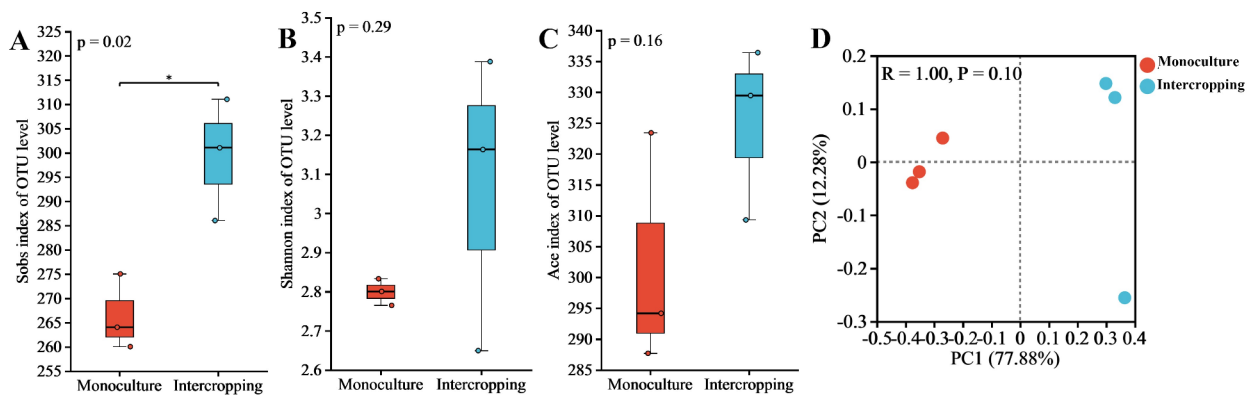 A
p = 0.02
*
Sobs index of OTU level
325
320
315
310
305
300
295
290
285
280
275
270
265
260
255
Monoculture
Intercropping
B
p = 0.29
Shannon index of OTU level
3.5
3.4
3.3
3.2
3.1
3
2.9
2.8
2.7
2.6
Monoculture
Intercropping
C
p = 0.16
Ace index of OTU level
340
335
330
325
320
315
310
305
300
295
290
285
Monoculture
Intercropping
D
R = 1.00, P = 0.10
PC2 (12.28%)
0.2
0.1
0
-0.1
-0.2
-0.3
-0.5-0.4-0.3-0.2-0.1 0 0.1 0.2 0.3 0.4
PC1 (77.88%)
Monoculture
Intercropping